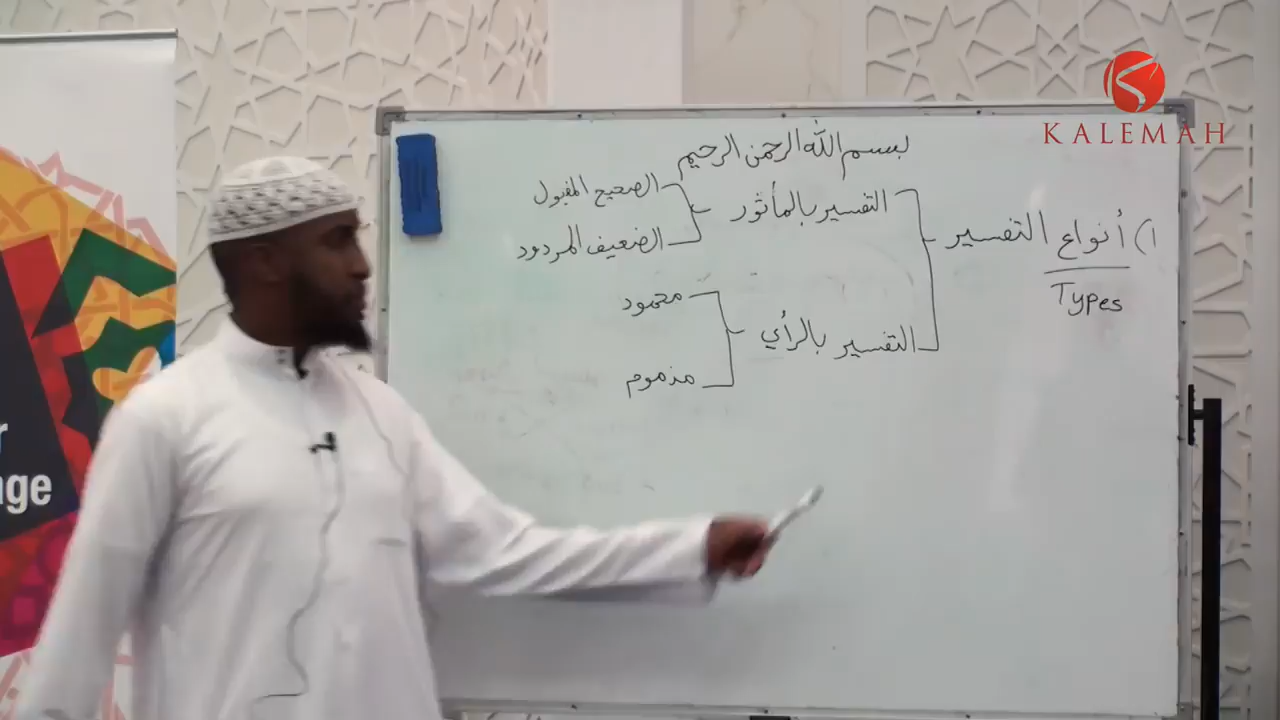 KALEMAH
بسم الله الرحمن الرحيم
١) أنواع التفسير
Types
التفسير بالمأثور
الصحيح المقبول
الضعيف المردود
التفسير بالرأي
محمود
مذموم